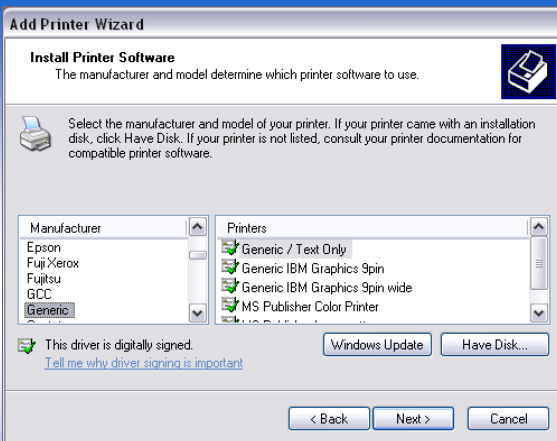 Add Printer Wizard
Install Printer Software
The manufacturer and model determine which printer software to use.
Select the manufacturer and model of your printer. If your printer came with an installation
disk, click Have Disk. If your printer is not listed, consult your printer documentation for
compatible printer software.
Manufacturer
Epson
Fuji Xerox
Fujitsu
GCC
Generic
Printers
Generic / Text Only
Generic IBM Graphics 9pin
Generic IBM Graphics 9pin wide
MS Publisher Color Printer
This driver is digitally signed.
Tell me why driver signing is important
Windows Update
Have Disk...
< Back
Next >
Cancel